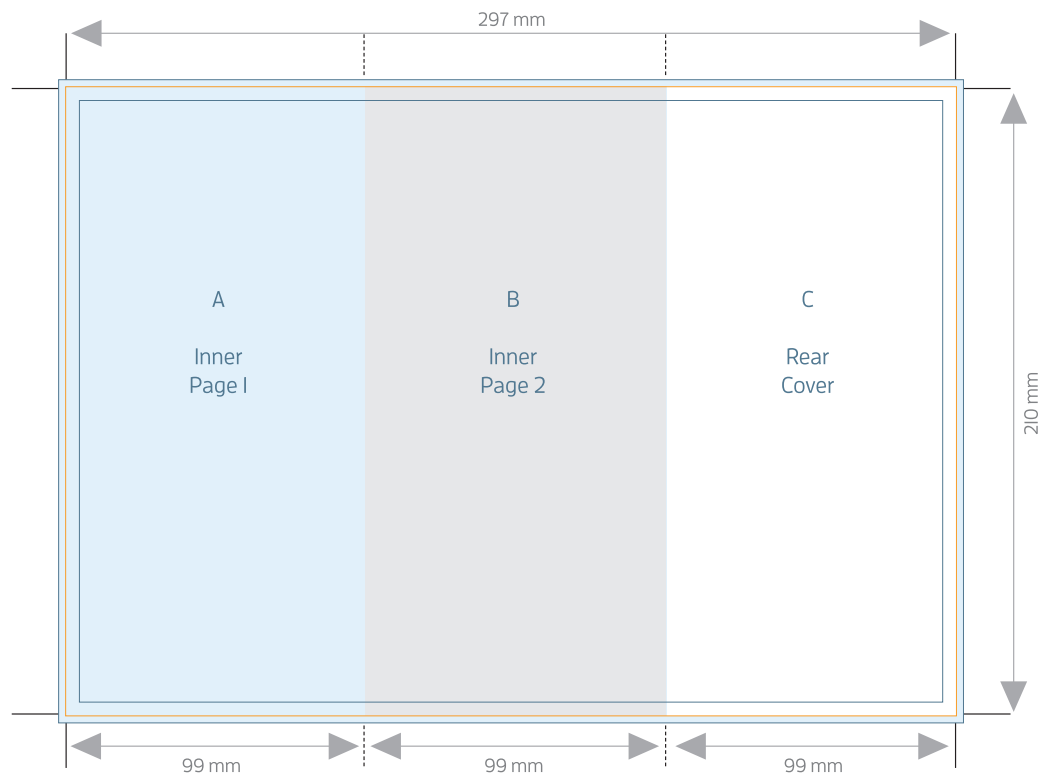 297 mm
A
Inner
Page 1
B
Inner
Page 2
C
Rear
Cover
210 mm
99 mm
99 mm
99 mm